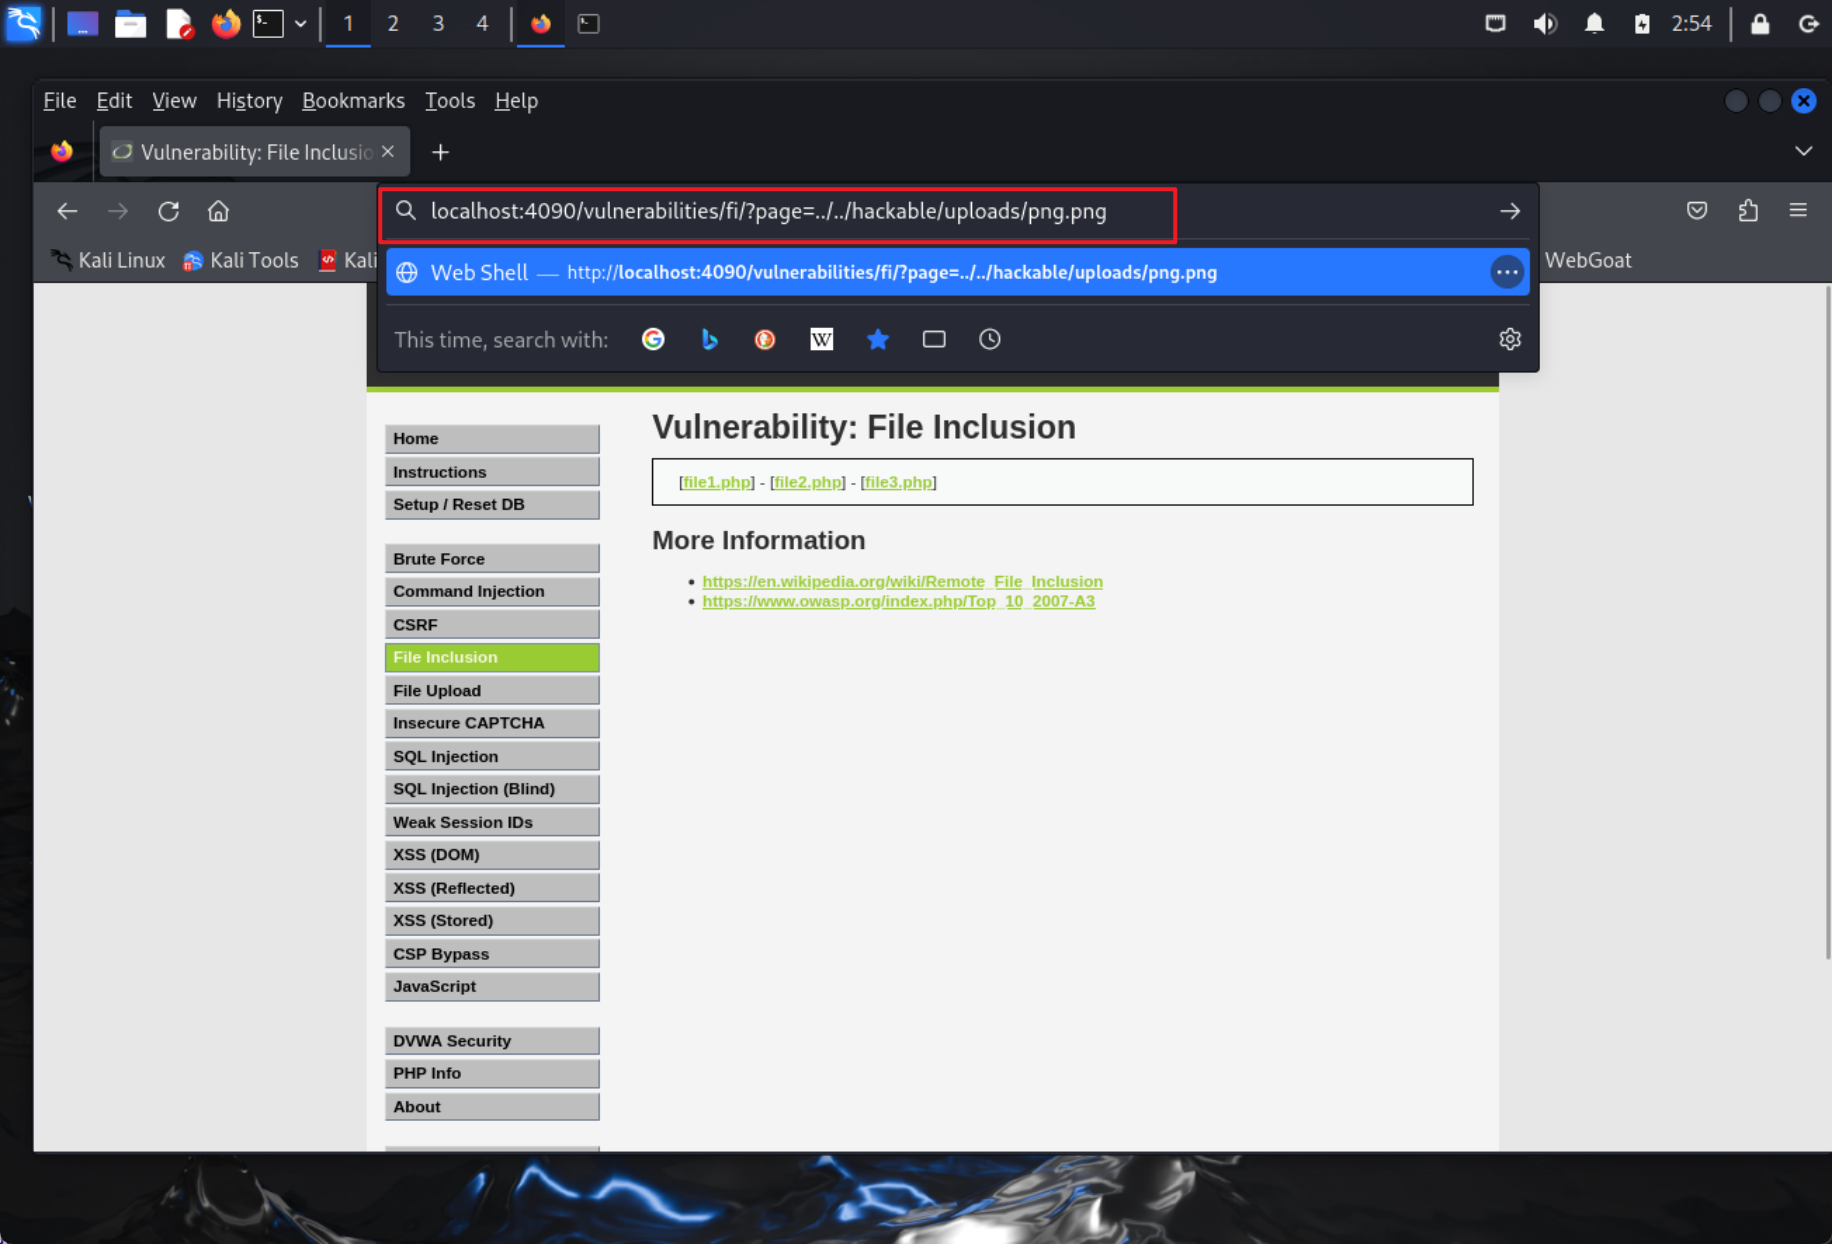 1 2 3 4 2:54
File Edit View History Bookmarks Tools Help
Vulnerability: File Inclusio
localhost:4090/vulnerabilities/fi/?page=../../hackable/uploads/png.png
Kali Linux Kali Tools Kali WebGoat
Web Shell — http://localhost:4090/vulnerabilities/fi/?page=../../hackable/uploads/png.png
This time, search with:
Vulnerability: File Inclusion
[file1.php] - [file2.php] - [file3.php]
More Information
https://en.wikipedia.org/wiki/Remote_File_Inclusion
https://www.owasp.org/index.php/Top_10_2007-A3
Home
Instructions
Setup / Reset DB
Brute Force
Command Injection
CSRF
File Inclusion
File Upload
Insecure CAPTCHA
SQL Injection
SQL Injection (Blind)
Weak Session IDs
XSS (DOM)
XSS (Reflected)
XSS (Stored)
CSP Bypass
JavaScript
DVWA Security
PHP Info
About